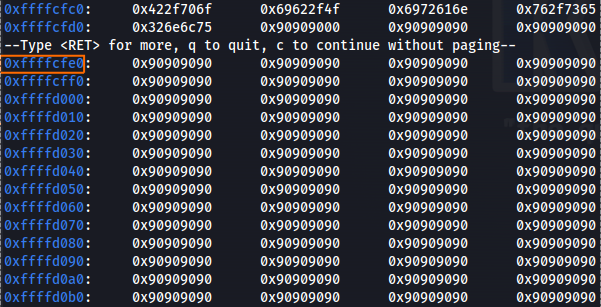 0xffffcfc0: 0x422f706f 0x69622f4f 0x6972616e 0x762f7365
0xffffcfd0: 0x326e6c75 0x90909090 0x90909090 0x90909090
--Type <RET> for more, q to quit, c to continue without paging--
0xffffcfe0: 0x90909090 0x90909090 0x90909090 0x90909090
0xffffcff0: 0x90909090 0x90909090 0x90909090 0x90909090
0xffffd000: 0x90909090 0x90909090 0x90909090 0x90909090
0xffffd010: 0x90909090 0x90909090 0x90909090 0x90909090
0xffffd020: 0x90909090 0x90909090 0x90909090 0x90909090
0xffffd030: 0x90909090 0x90909090 0x90909090 0x90909090
0xffffd040: 0x90909090 0x90909090 0x90909090 0x90909090
0xffffd050: 0x90909090 0x90909090 0x90909090 0x90909090
0xffffd060: 0x90909090 0x90909090 0x90909090 0x90909090
0xffffd070: 0x90909090 0x90909090 0x90909090 0x90909090
0xffffd080: 0x90909090 0x90909090 0x90909090 0x90909090
0xffffd090: 0x90909090 0x90909090 0x90909090 0x90909090
0xffffd0a0: 0x90909090 0x90909090 0x90909090 0x90909090
0xffffd0b0: 0x90909090 0x90909090 0x90909090 0x90909090